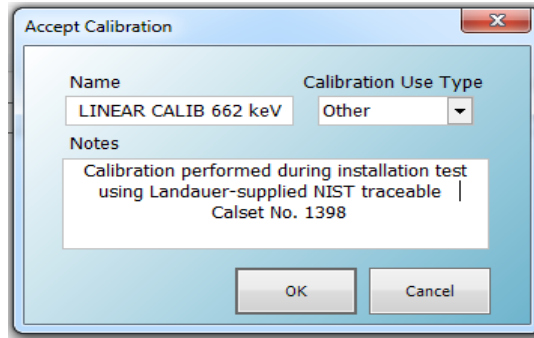 Accept Calibration
Name
Calibration Use Type
LINEAR CALIB 662 keV
Other
Notes
Calibration performed during installation test
using Landauer-supplied NIST traceable
Calset No. 1398
OK
Cancel